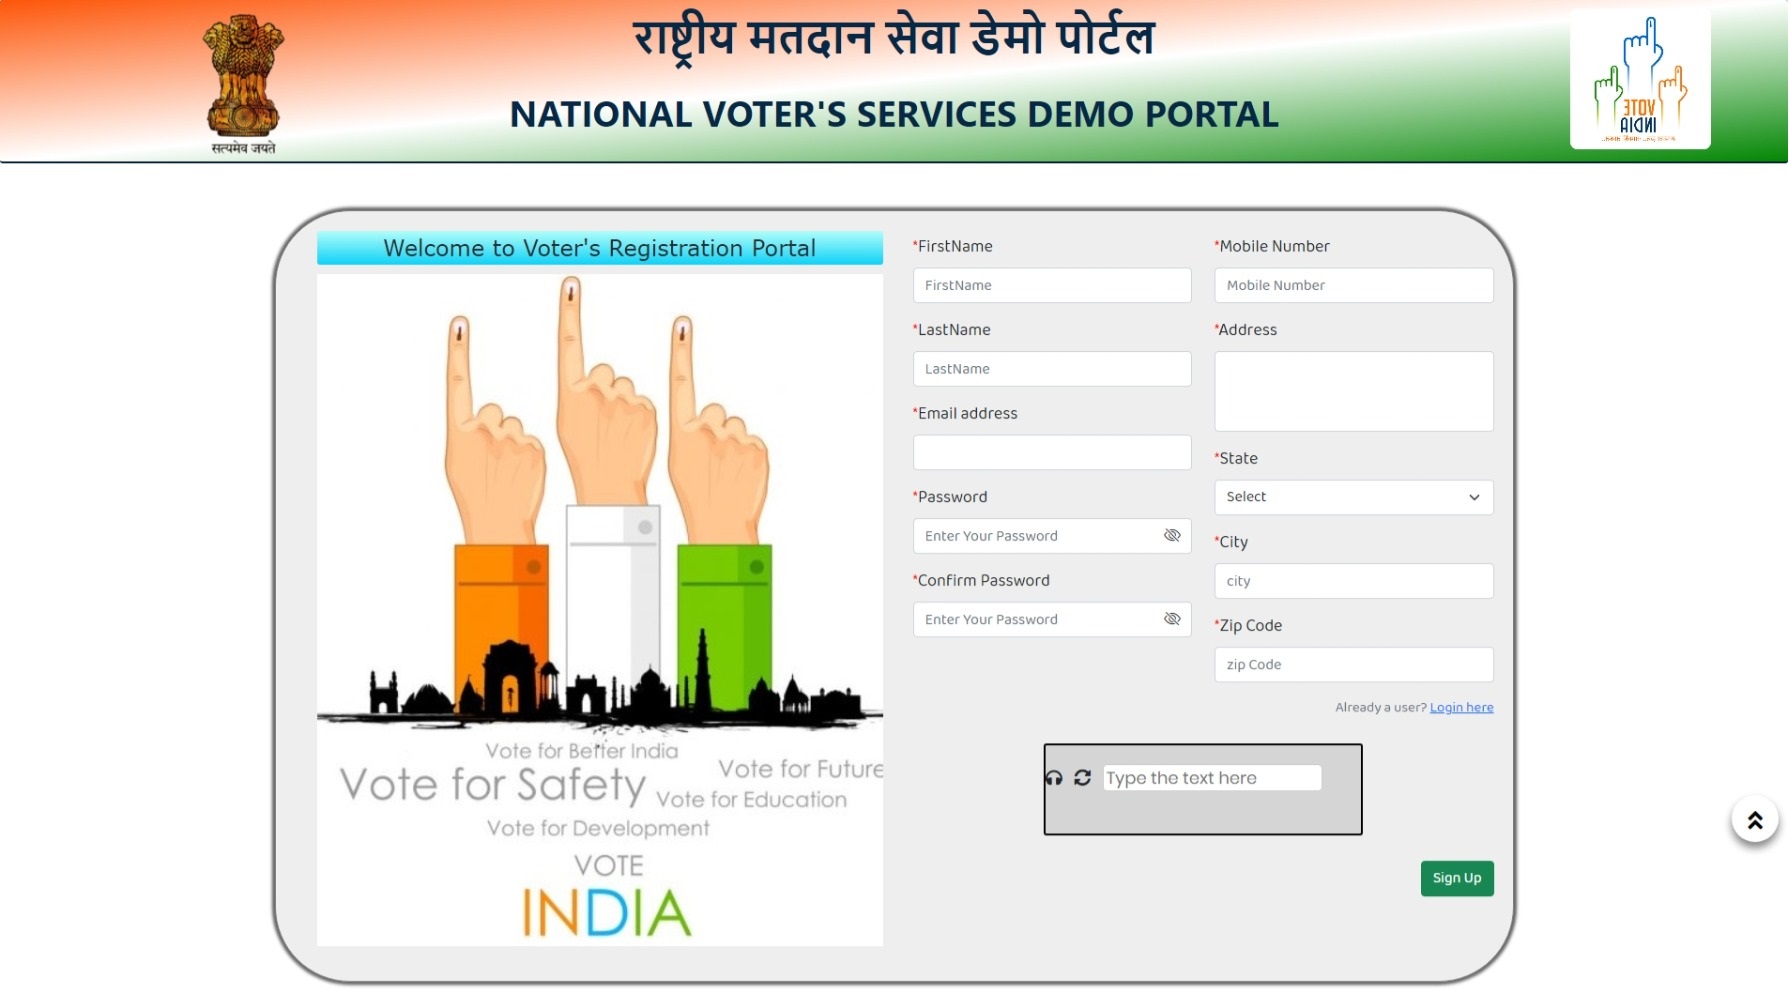 राष्ट्रीय मतदान सेवा डेमो पोर्टल
NATIONAL VOTER'S SERVICES DEMO PORTAL
सत्यमेव जयते
VOTE
INDIA
Welcome to Voter's Registration Portal
Vote for Better India
Vote for Safety
Vote for Future
Vote for Education
Vote for Development
VOTE
INDIA
*FirstName
FirstName
*LastName
LastName
*Email address
*Password
Enter Your Password
*Confirm Password
Enter Your Password
*Mobile Number
Mobile Number
*Address
*State
Select
*City
city
*Zip Code
zip Code
Already a user? Login here
Type the text here
Sign Up